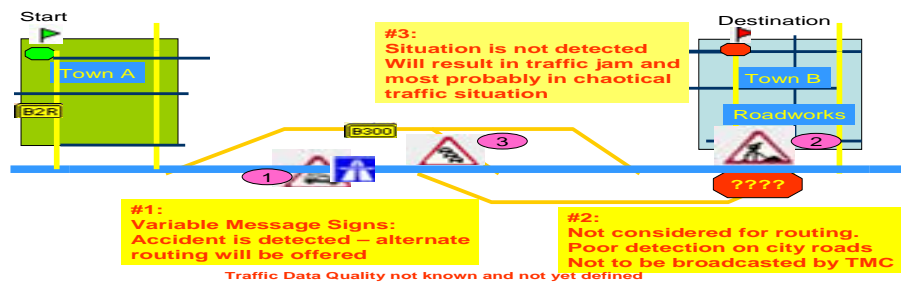 Start
Destination
#3:
Situation is not detected
Will result in traffic jam and
most probably in chaotical
traffic situation
Town A
Town B
B2R
Roadworks
B300
3
2
1
????
#1:
Variable Message Signs:
Accident is detected – alternate
routing will be offered
#2:
Not considered for routing.
Poor detection on city roads
Not to be broadcasted by TMC
Traffic Data Quality not known and not yet defined